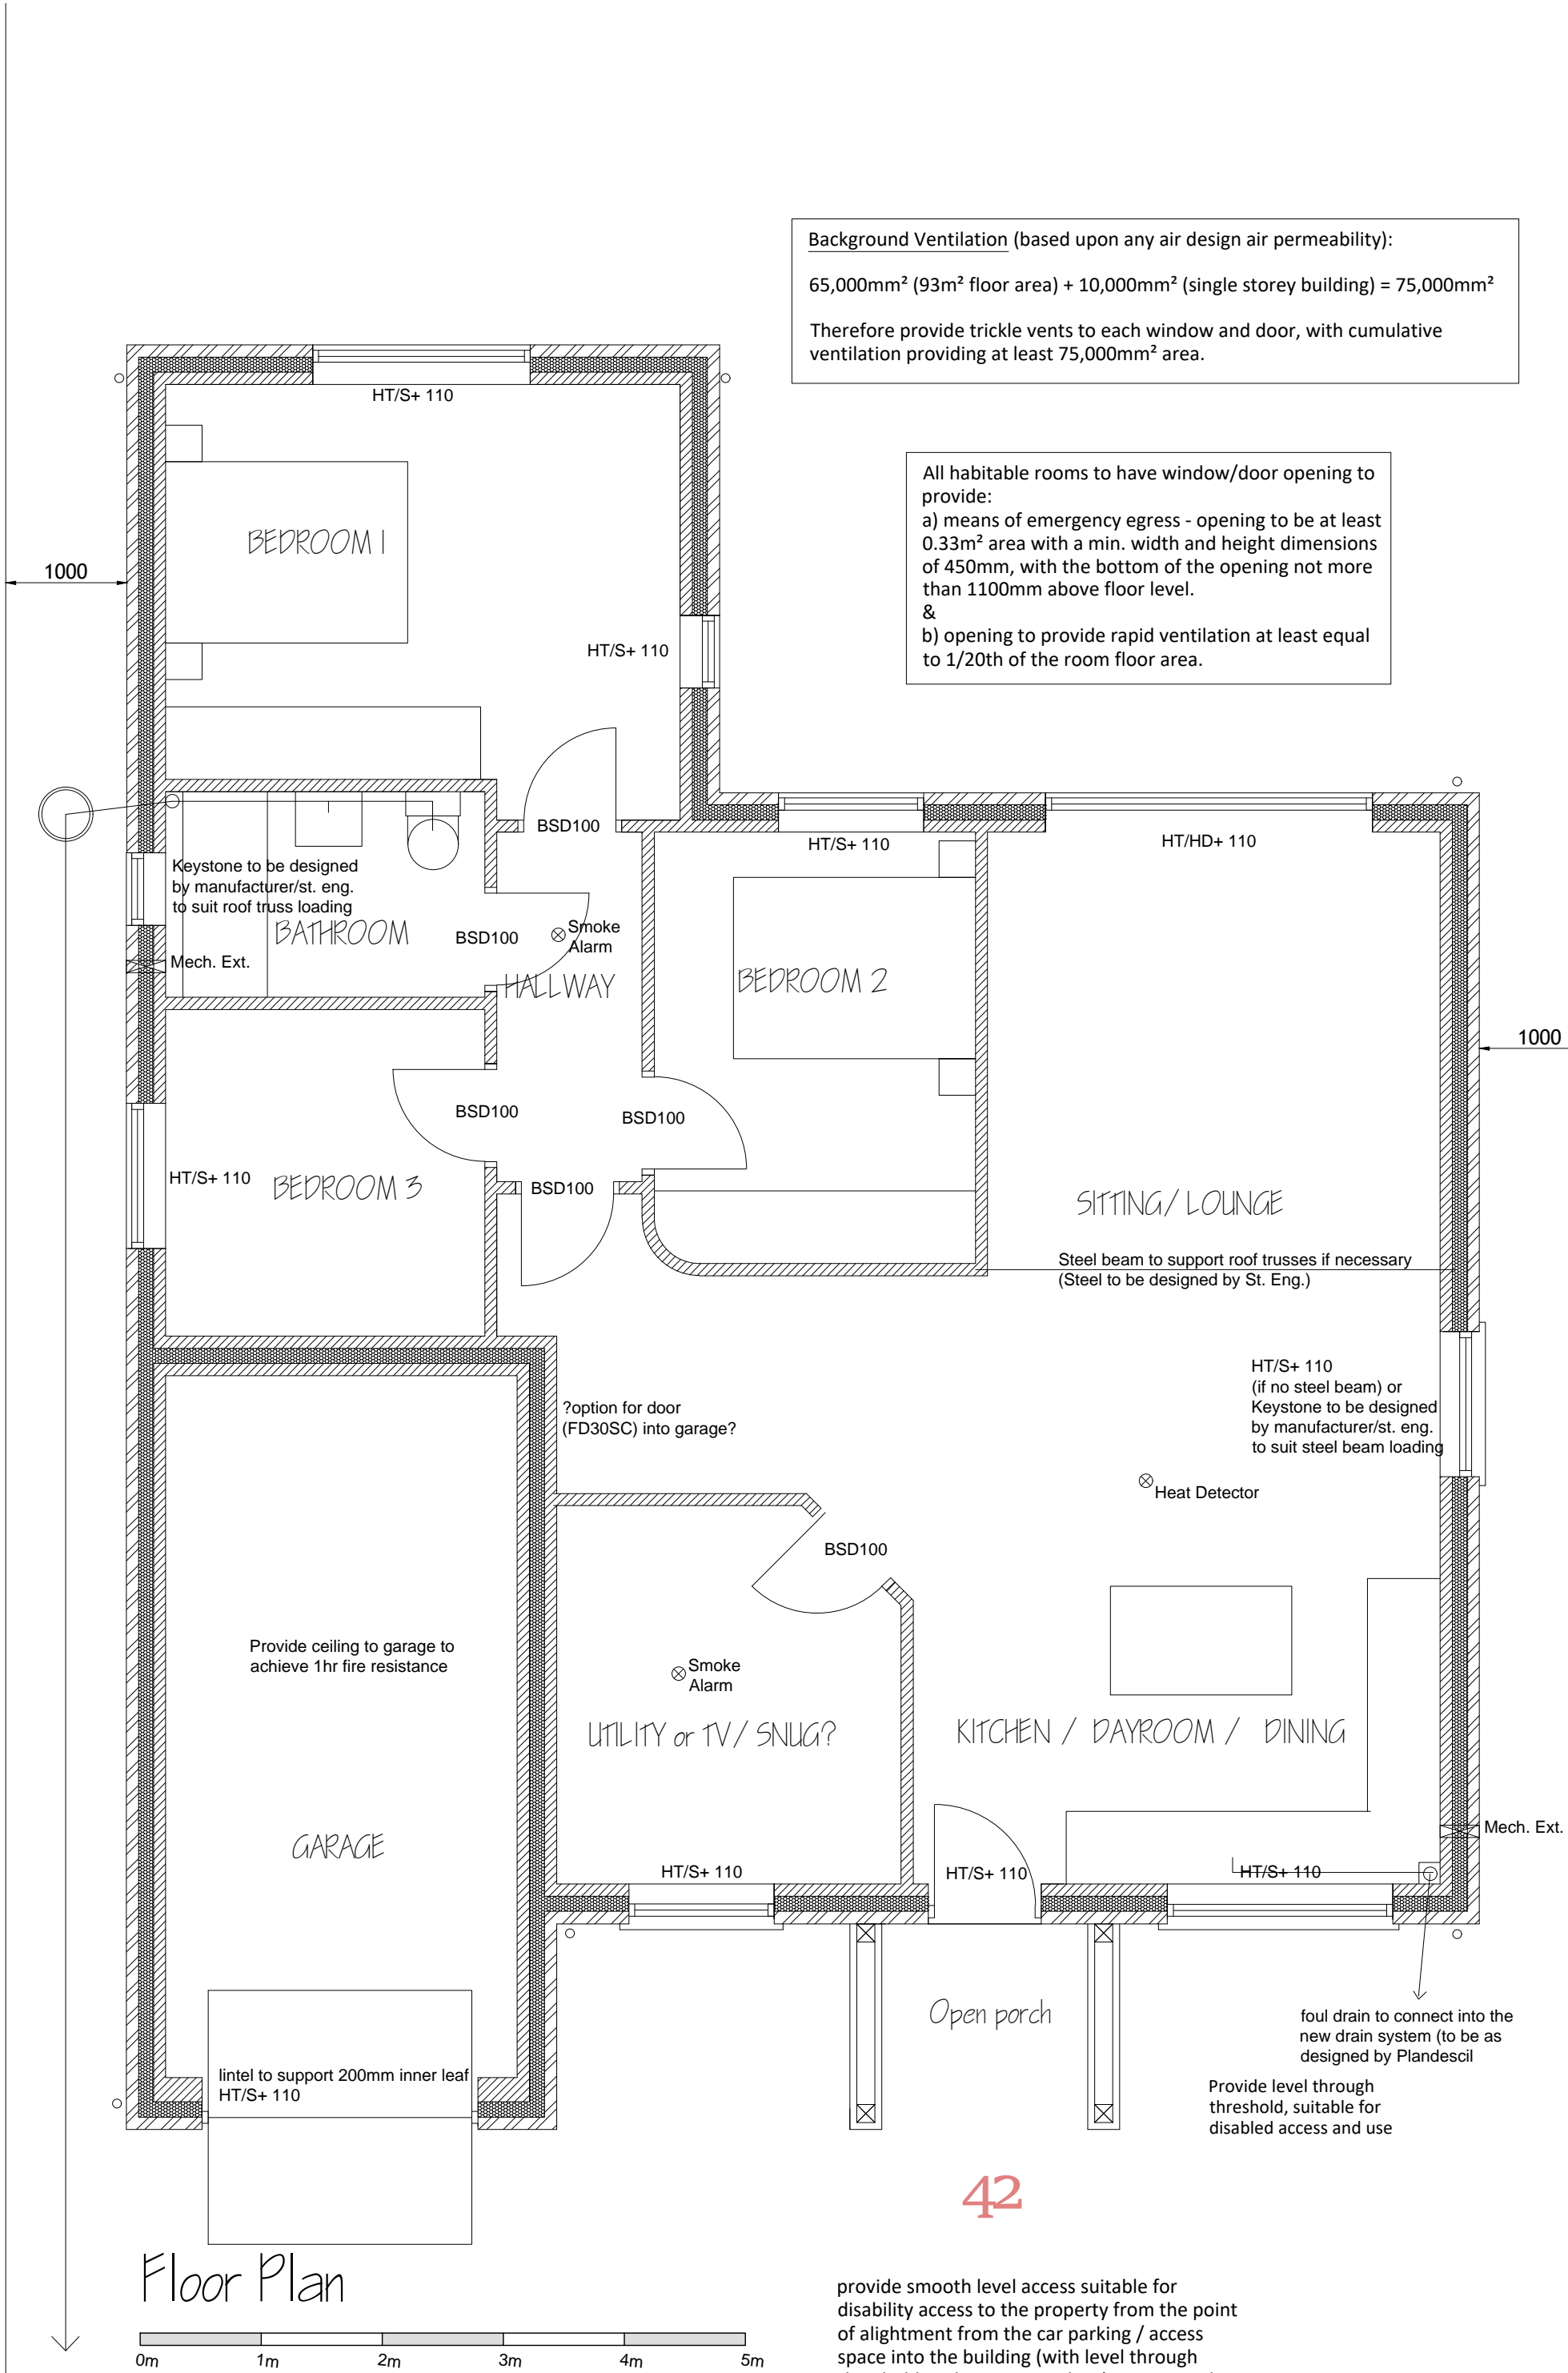 Background Ventilation (based upon any air design air permeability):
65,000mm² (93m² floor area) + 10,000mm² (single storey building) = 75,000mm²
Therefore provide trickle vents to each window and door, with cumulative
ventilation providing at least 75,000mm² area.
HT/S+ 110
All habitable rooms to have window/door opening to
provide:
a) means of emergency egress - opening to be at least
0.33m² area with a min. width and height dimensions
of 450mm, with the bottom of the opening not more
than 1100mm above floor level.
&
b) opening to provide rapid ventilation at least equal
to 1/20th of the room floor area.
BEDROOM 1
1000
HT/S+ 110
BSD100
HT/S+ 110
HT/HD+ 110
Keystone to be designed
by manufacturer/st. eng.
to suit roof truss loading
BATHROOM
BSD100
Smoke
Alarm
Mech. Ext.
HALLWAY
BEDROOM 2
1000
BSD100
BSD100
HT/S+ 110
BEDROOM 3
BSD100
SITTING/ LOUNGE
Steel beam to support roof trusses if necessary
(Steel to be designed by St. Eng.)
HT/S+ 110
(if no steel beam) or
Keystone to be designed
by manufacturer/st. eng.
to suit steel beam loading
?option for door
(FD30SC) into garage?
Heat Detector
BSD100
Provide ceiling to garage to
achieve 1hr fire resistance
Smoke
Alarm
UTILITY or TV/ SNUG?
KITCHEN / DAYROOM / DINING
GARAGE
Mech. Ext.
HT/S+ 110
HT/S+ 110
HT/S+ 110
Open porch
foul drain to connect into the
new drain system (to be as
designed by Plandescil
lintel to support 200mm inner leaf
HT/S+ 110
Provide level through
threshold, suitable for
disabled access and use
42
Floor Plan
provide smooth level access suitable for
disability access to the property from the point
of alightment from the car parking / access
space into the building (with level through
0m 1m 2m 3m 4m 5m